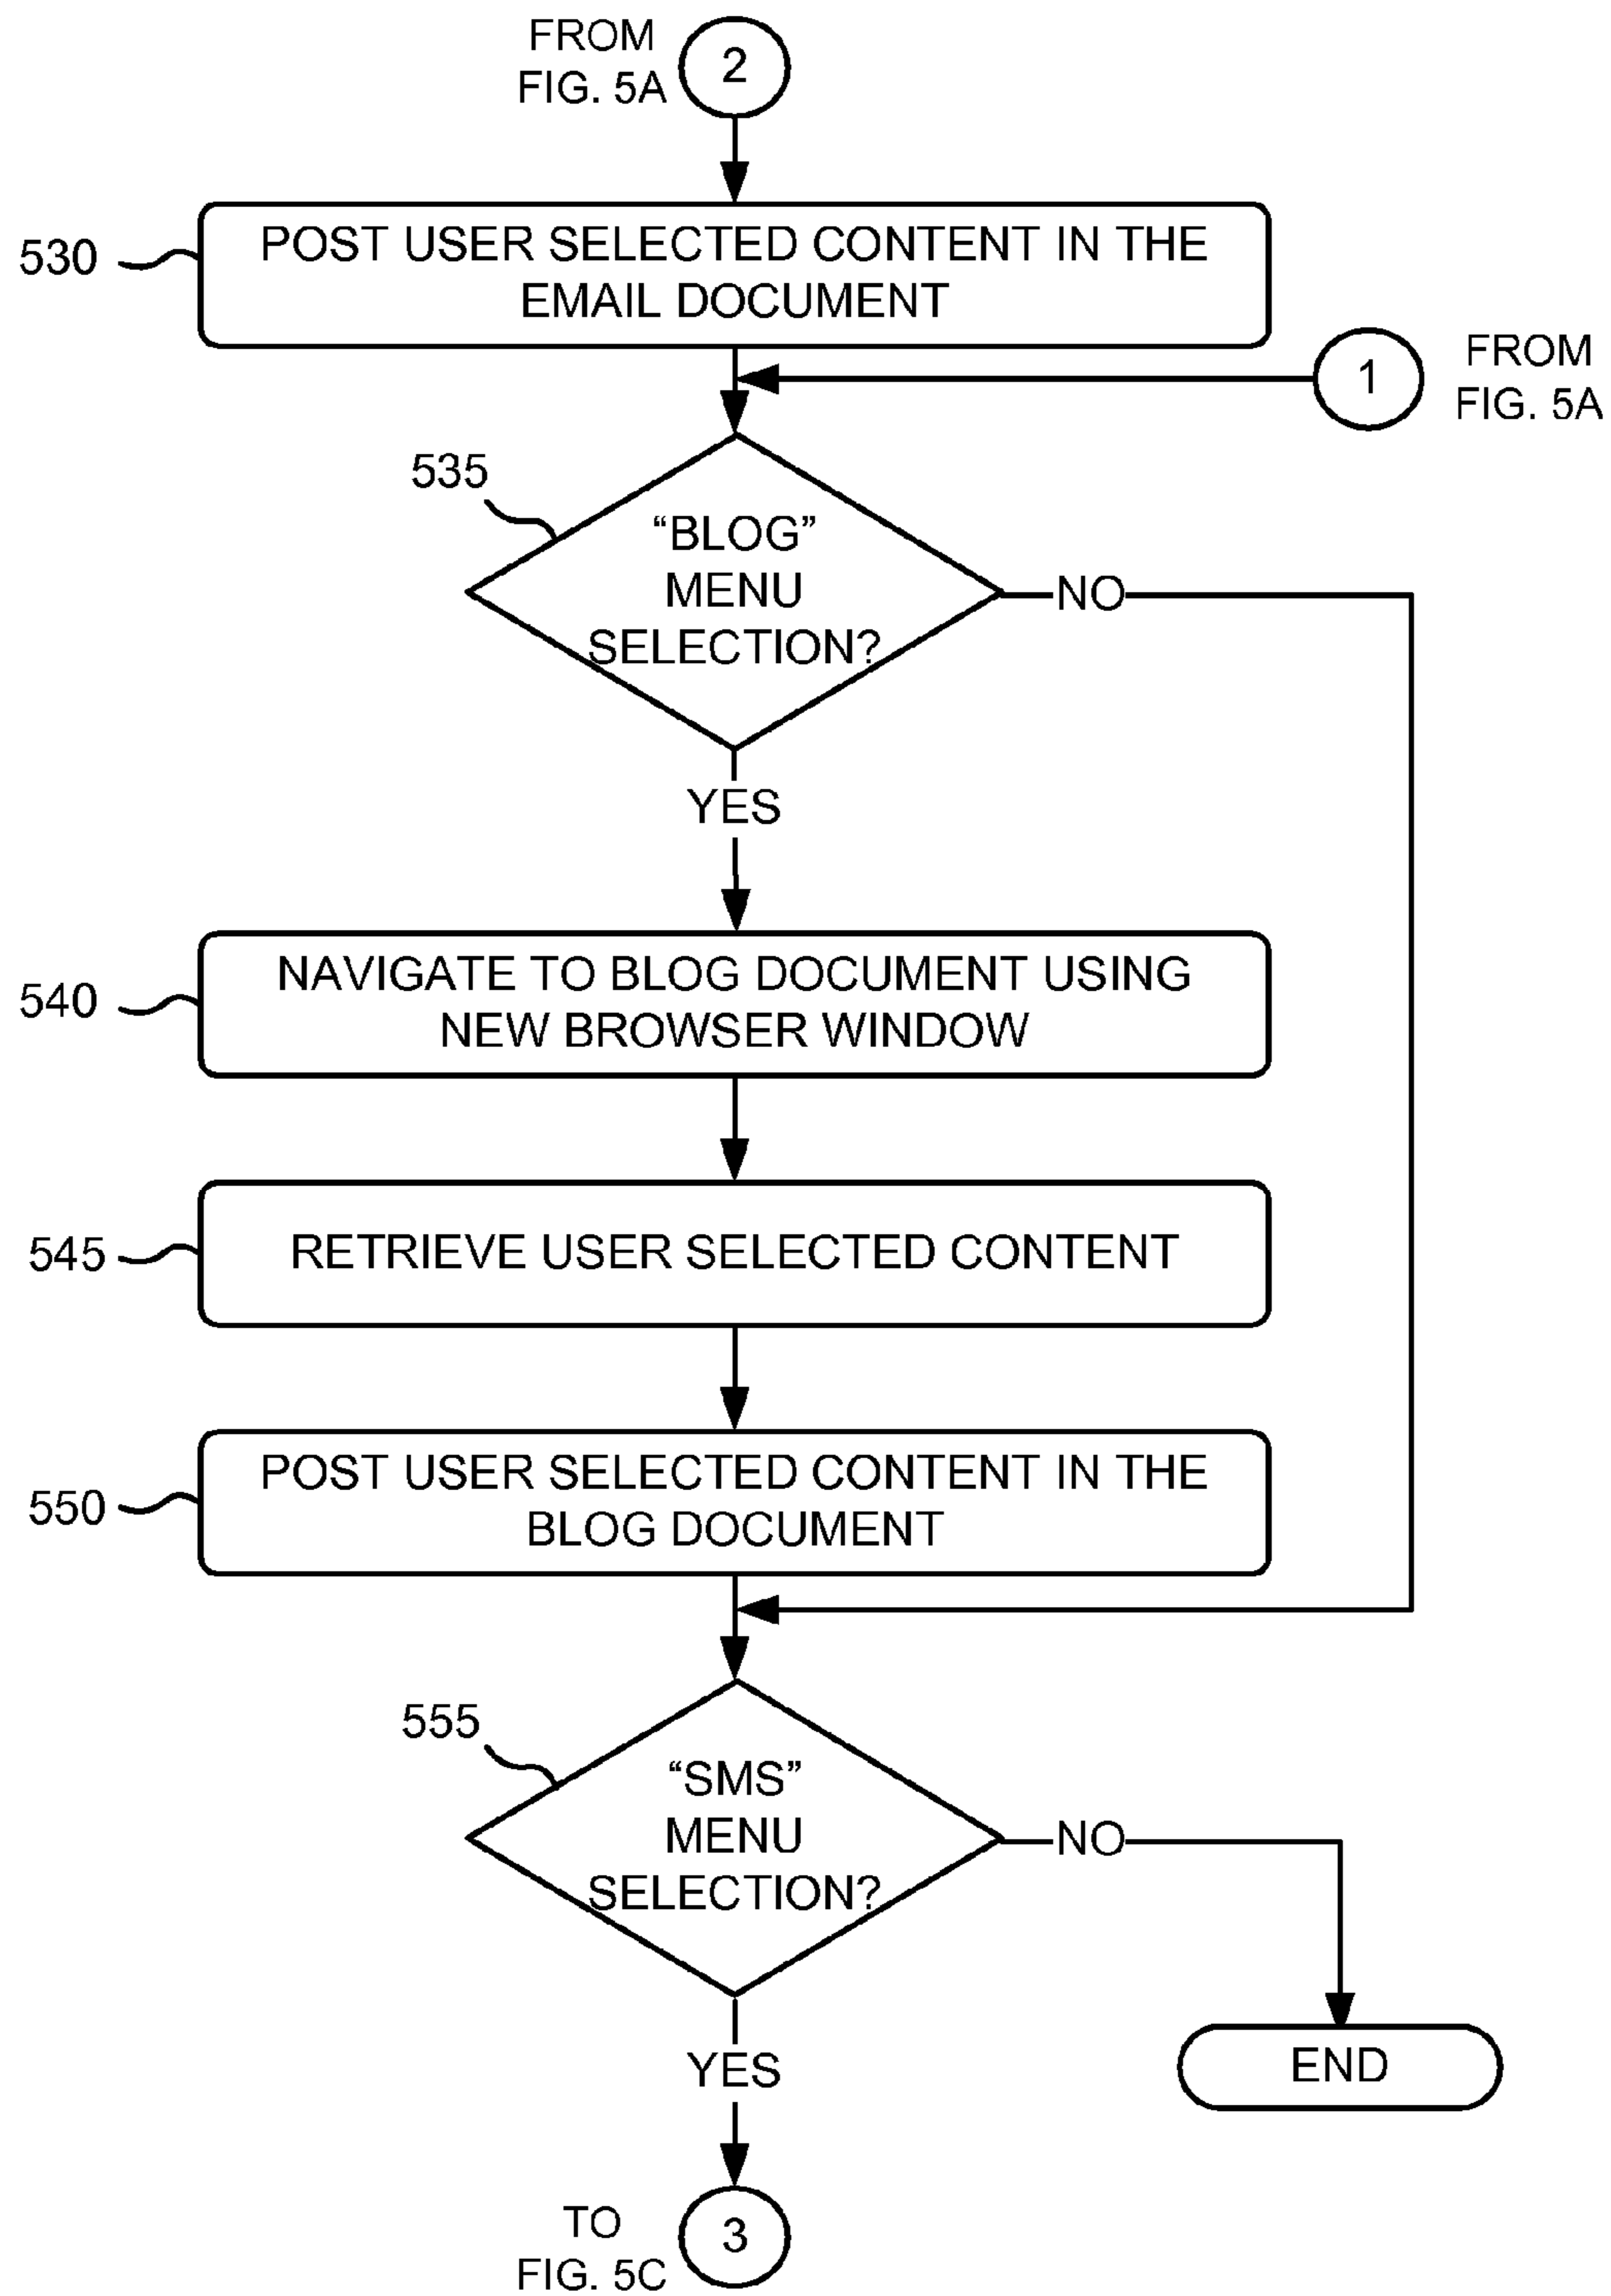 FROM
FIG. 5A
2
530
POST USER SELECTED CONTENT IN THE
EMAIL DOCUMENT
1
FROM
FIG. 5A
535
“BLOG”
MENU
SELECTION?
NO
YES
540
NAVIGATE TO BLOG DOCUMENT USING
NEW BROWSER WINDOW
545
RETRIEVE USER SELECTED CONTENT
550
POST USER SELECTED CONTENT IN THE
BLOG DOCUMENT
555
“SMS”
MENU
SELECTION?
NO
YES
END
TO
FIG. 5C
3